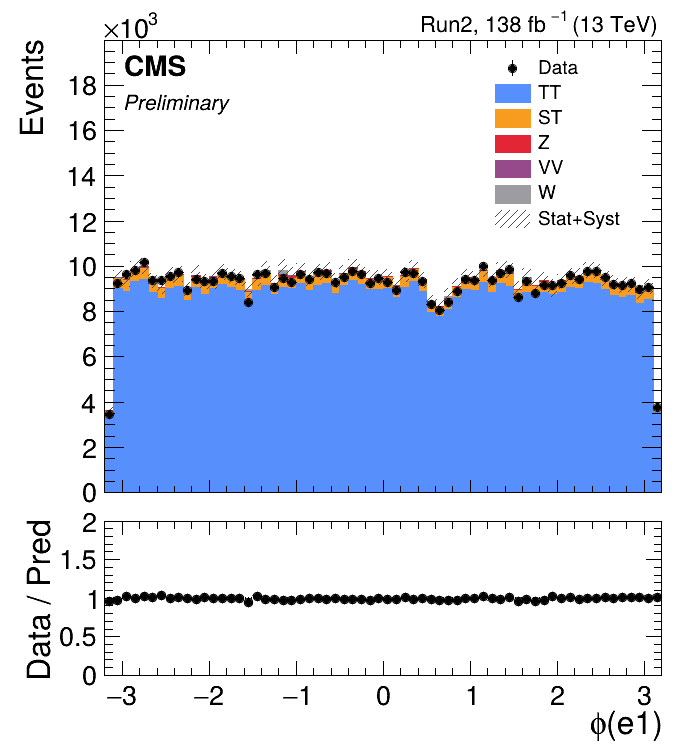 ×10³
Run2, 138 fb⁻¹ (13 TeV)
Events
CMS
Preliminary
Data
TT
ST
Z
VV
W
Stat+Syst
18
16
14
12
10
8
6
4
2
0
Data / Pred
2
1.5
1
0.5
0
−3 −2 −1 0 1 2 3
ϕ(e1)